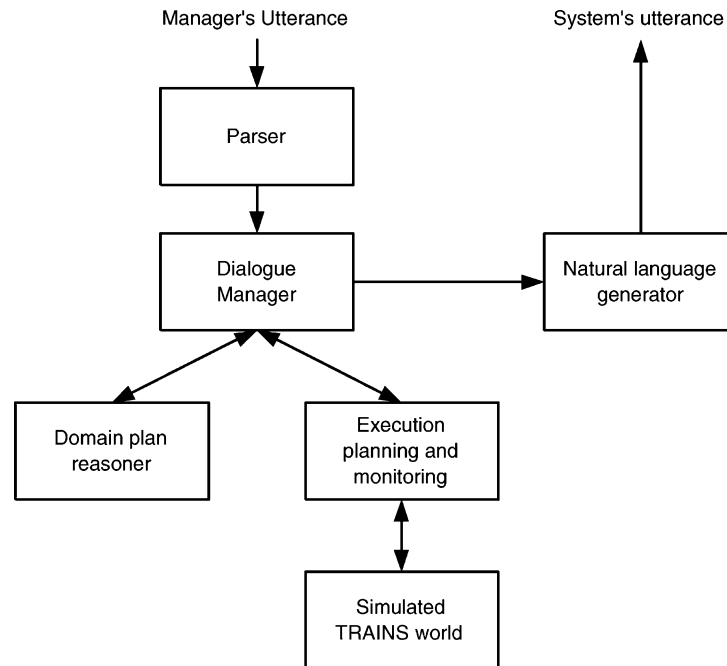 Manager's Utterance
System's utterance
Parser
Dialogue
Manager
Natural language
generator
Domain plan
reasoner
Execution
planning and
monitoring
Simulated
TRAINS world